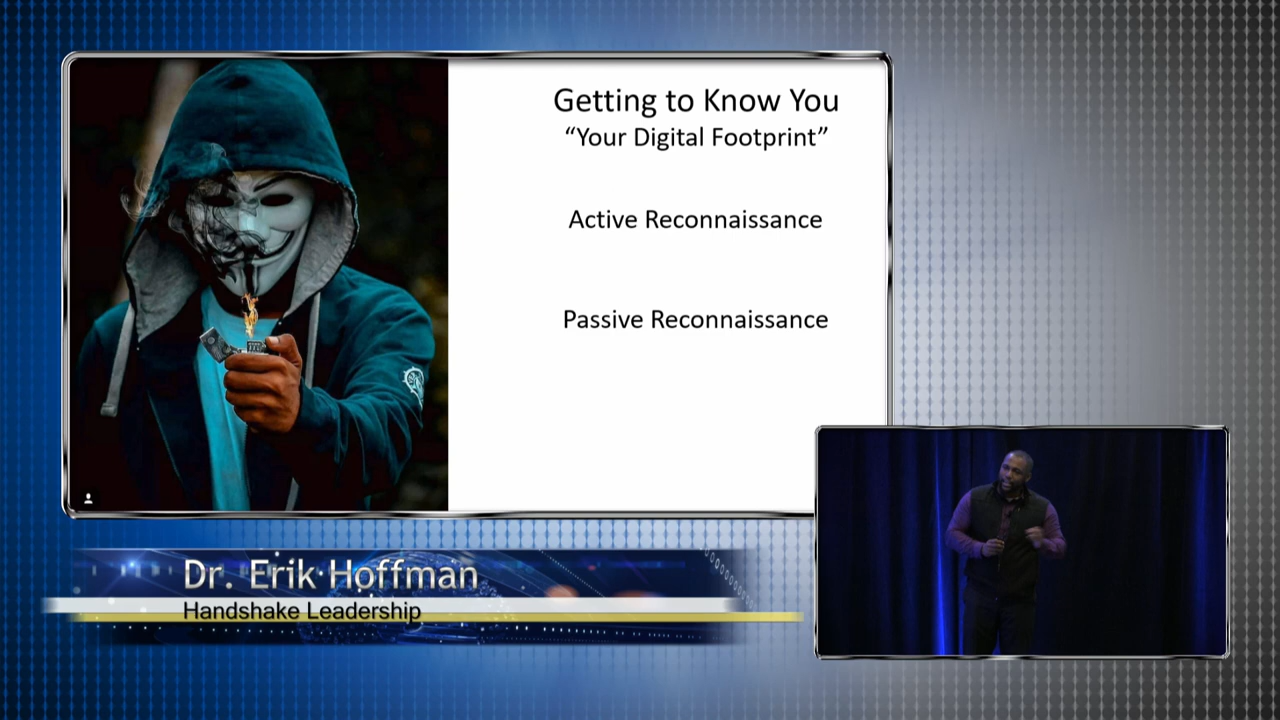 Getting to Know You
“Your Digital Footprint”
Active Reconnaissance
Passive Reconnaissance
Dr. Erik Hoffman
Handshake Leadership